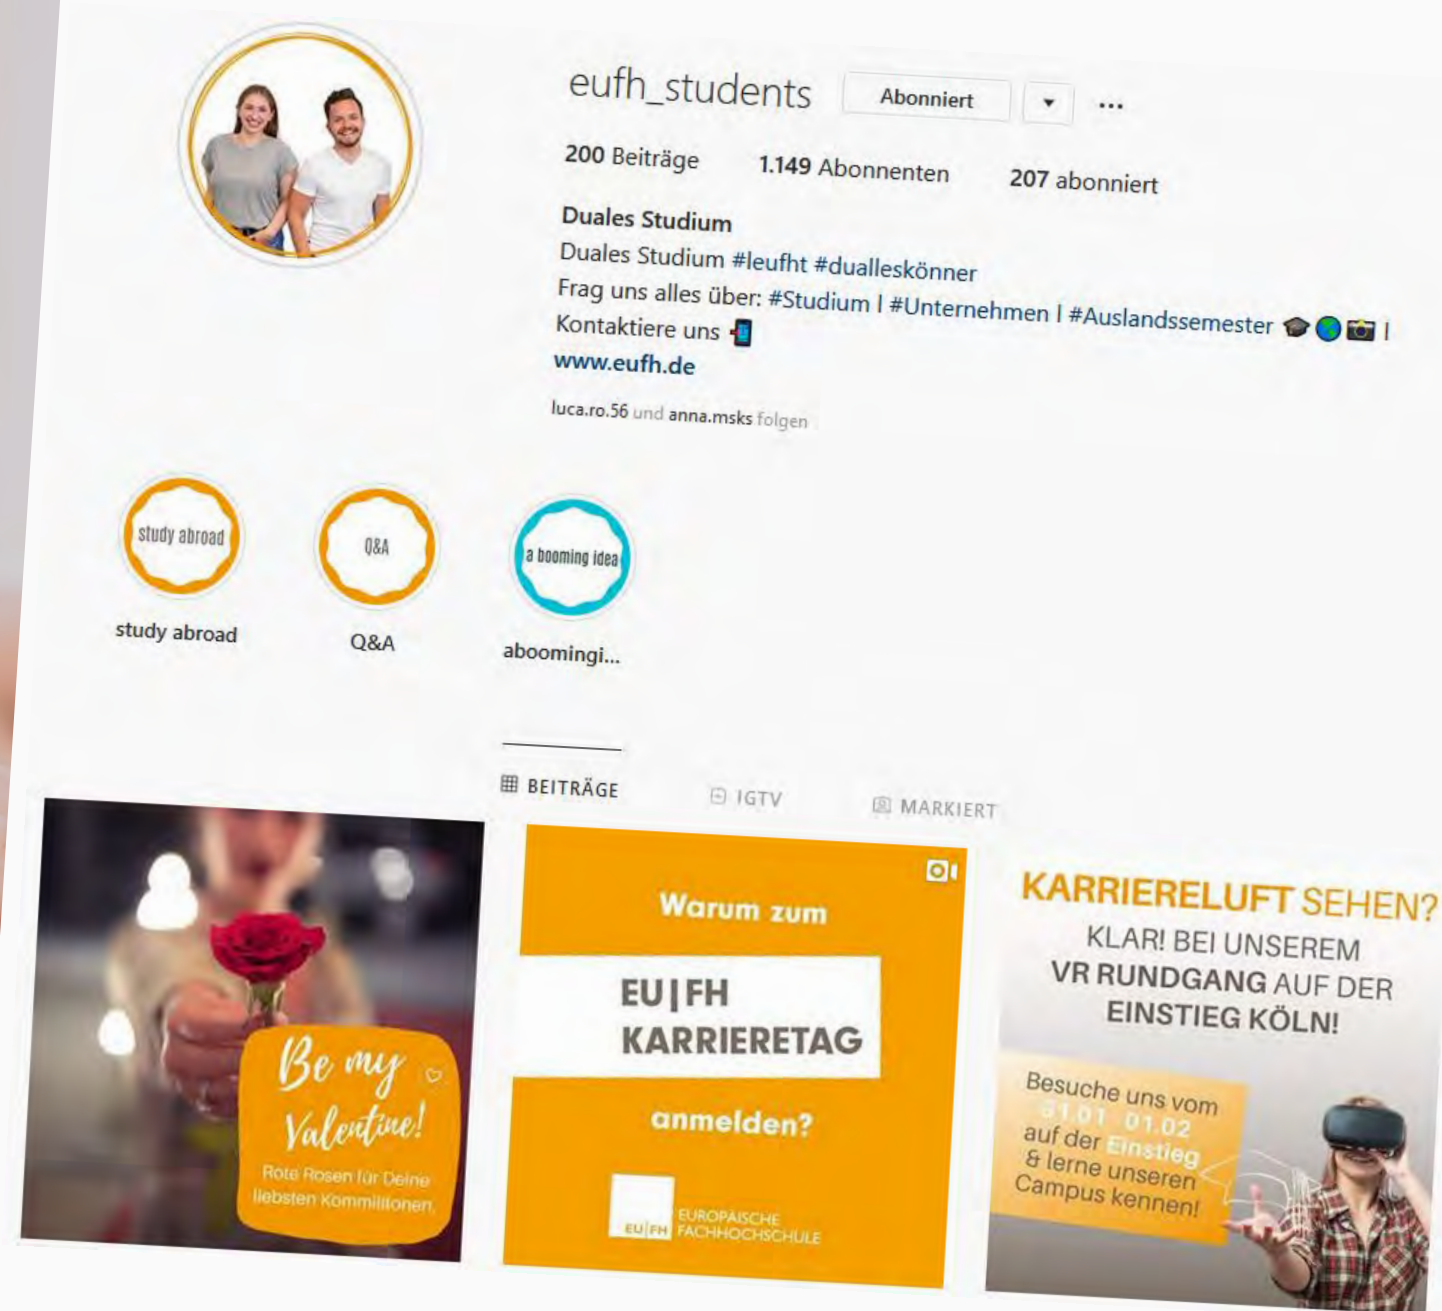 eufh_students Abonniert ▼ ...
200 Beiträge 1.149 Abonnenten 207 abonniert
Duales Studium
Duales Studium #leufht #dualleskönner
Frag uns alles über: #Studium l #Unternehmen l #Auslandssemester 🎓🌍📷 l
Kontaktiere uns 📲
www.eufh.de
luca.ro.56 und anna.msks folgen
study abroad
Q&A
a booming idea
study abroad
Q&A
aboomingi...
BEITRÄGE
IGTV
MARKIERT
Be my
Valentine!
Rote Rosen für Deine
liebsten Kommilitonen.
Warum zum
EU|FH
KARRIERETAG
anmelden?
EU|FH
EUROPÄISCHE
FACHHOCHSCHULE
KARRIERELUFT SEHEN?
KLAR! BEI UNSEREM
VR RUNDGANG AUF DER
EINSTIEG KÖLN!
Besuche uns vom
31.01 01.02
auf der Einstieg
& lerne unseren
Campus kennen!